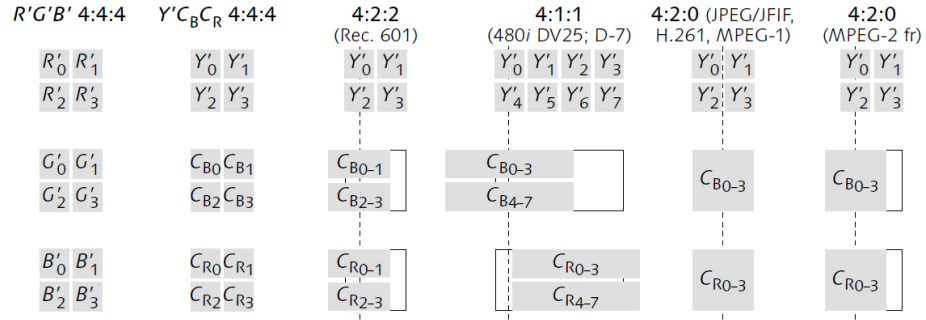 R'G'B' 4:4:4 Y'CBCR 4:4:4 4:2:2 4:1:1 4:2:0 (JPEG/JFIF, 4:2:0
(Rec. 601) (480i DV25; D-7) H.261, MPEG-1) (MPEG-2 fr)
R'0 R'1 Y'0 Y'1 Y'0 Y'1 Y'0 Y'1 Y'2 Y'3 Y'0 Y'1 Y'0 Y'1
R'2 R'3 Y'2 Y'3 Y'2 Y'3 Y'4 Y'5 Y'6 Y'7 Y'2 Y'3 Y'2 Y'3
G'0 G'1 CB0 CB1 CB0–1 CB0–3 CB0–3 CB0–3
G'2 G'3 CB2 CB3 CB2–3 CB4–7
B'0 B'1 CR0 CR1 CR0–1 CR0–3 CR0–3 CR0–3
B'2 B'3 CR2 CR3 CR2–3 CR4–7